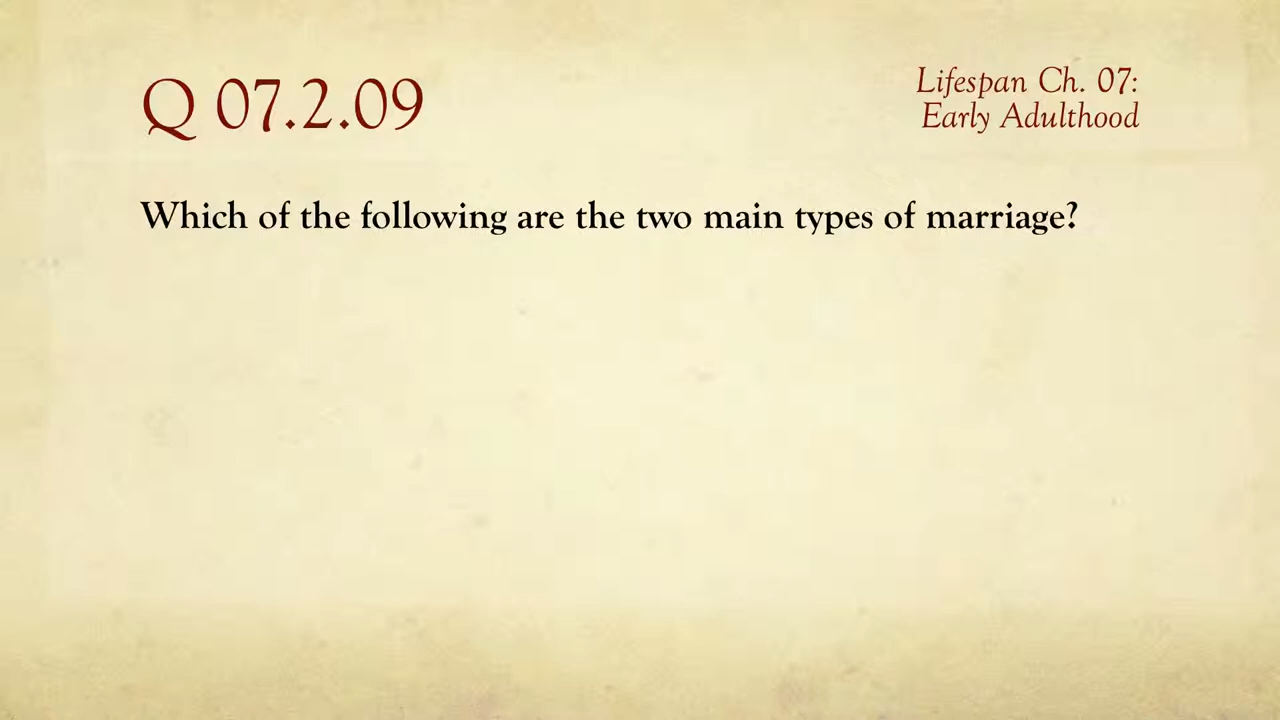 Q 07.2.09
Lifespan Ch. 07:
Early Adulthood
Which of the following are the two main types of marriage?